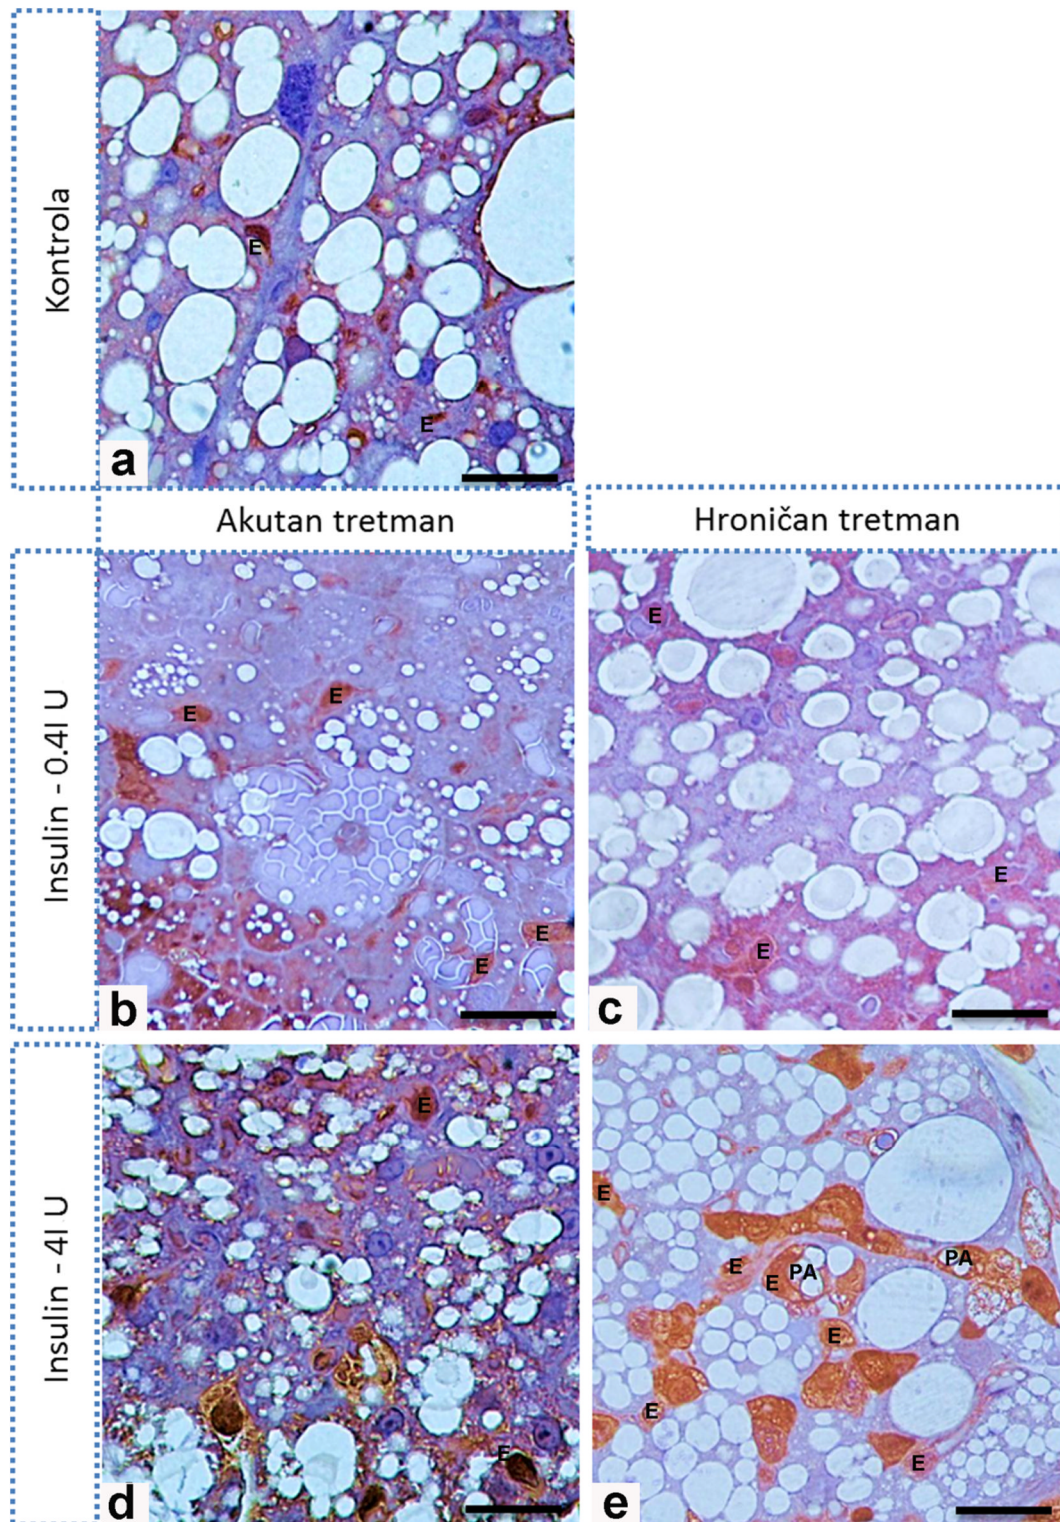 Kontrola
E
E
a
Akutan tretman
Hroničan tretman
Insulin - 0.4I U
E
E
E
E
b
E
E
E
c
Insulin - 4I U
E
E
d
E
E
E
PA
PA
E
E
E
e